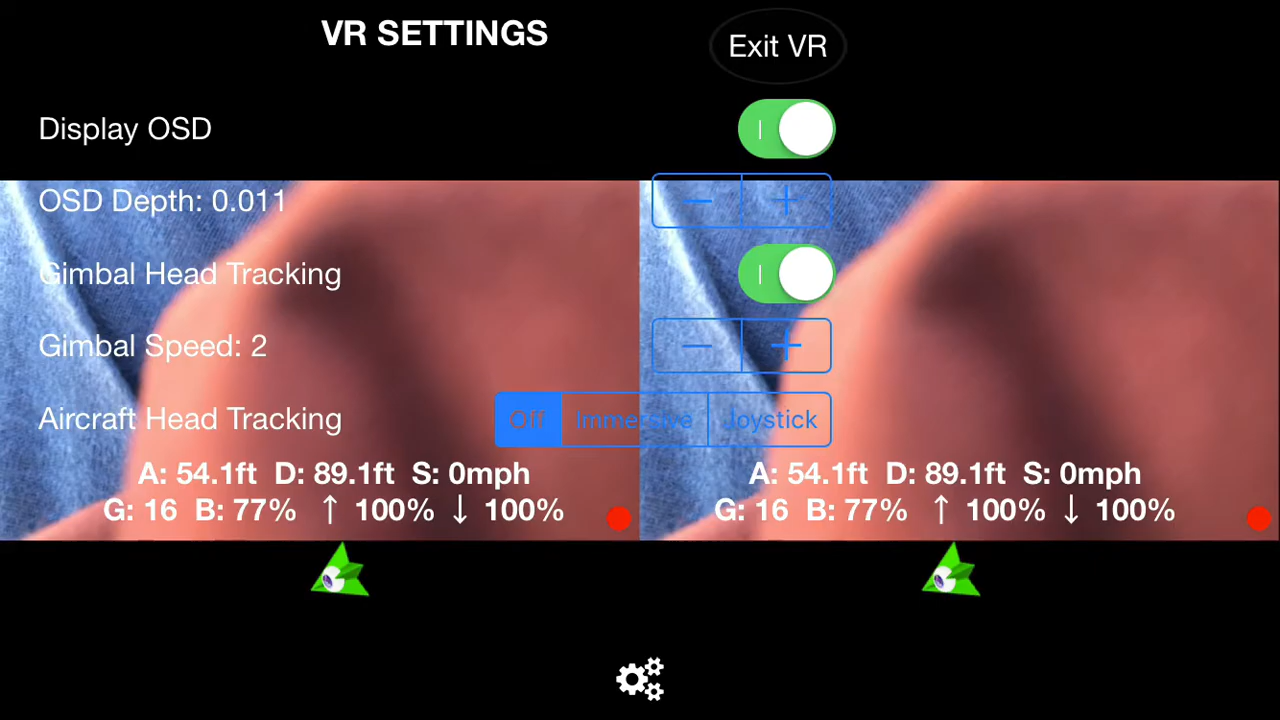 VR SETTINGS
Exit VR
Display OSD
OSD Depth: 0.011
Gimbal Head Tracking
Gimbal Speed: 2
Aircraft Head Tracking Off Immersive Joystick
A: 54.1ft D: 89.1ft S: 0mph
G: 16 B: 77% ↑ 100% ↓ 100%
A: 54.1ft D: 89.1ft S: 0mph
G: 16 B: 77% ↑ 100% ↓ 100%